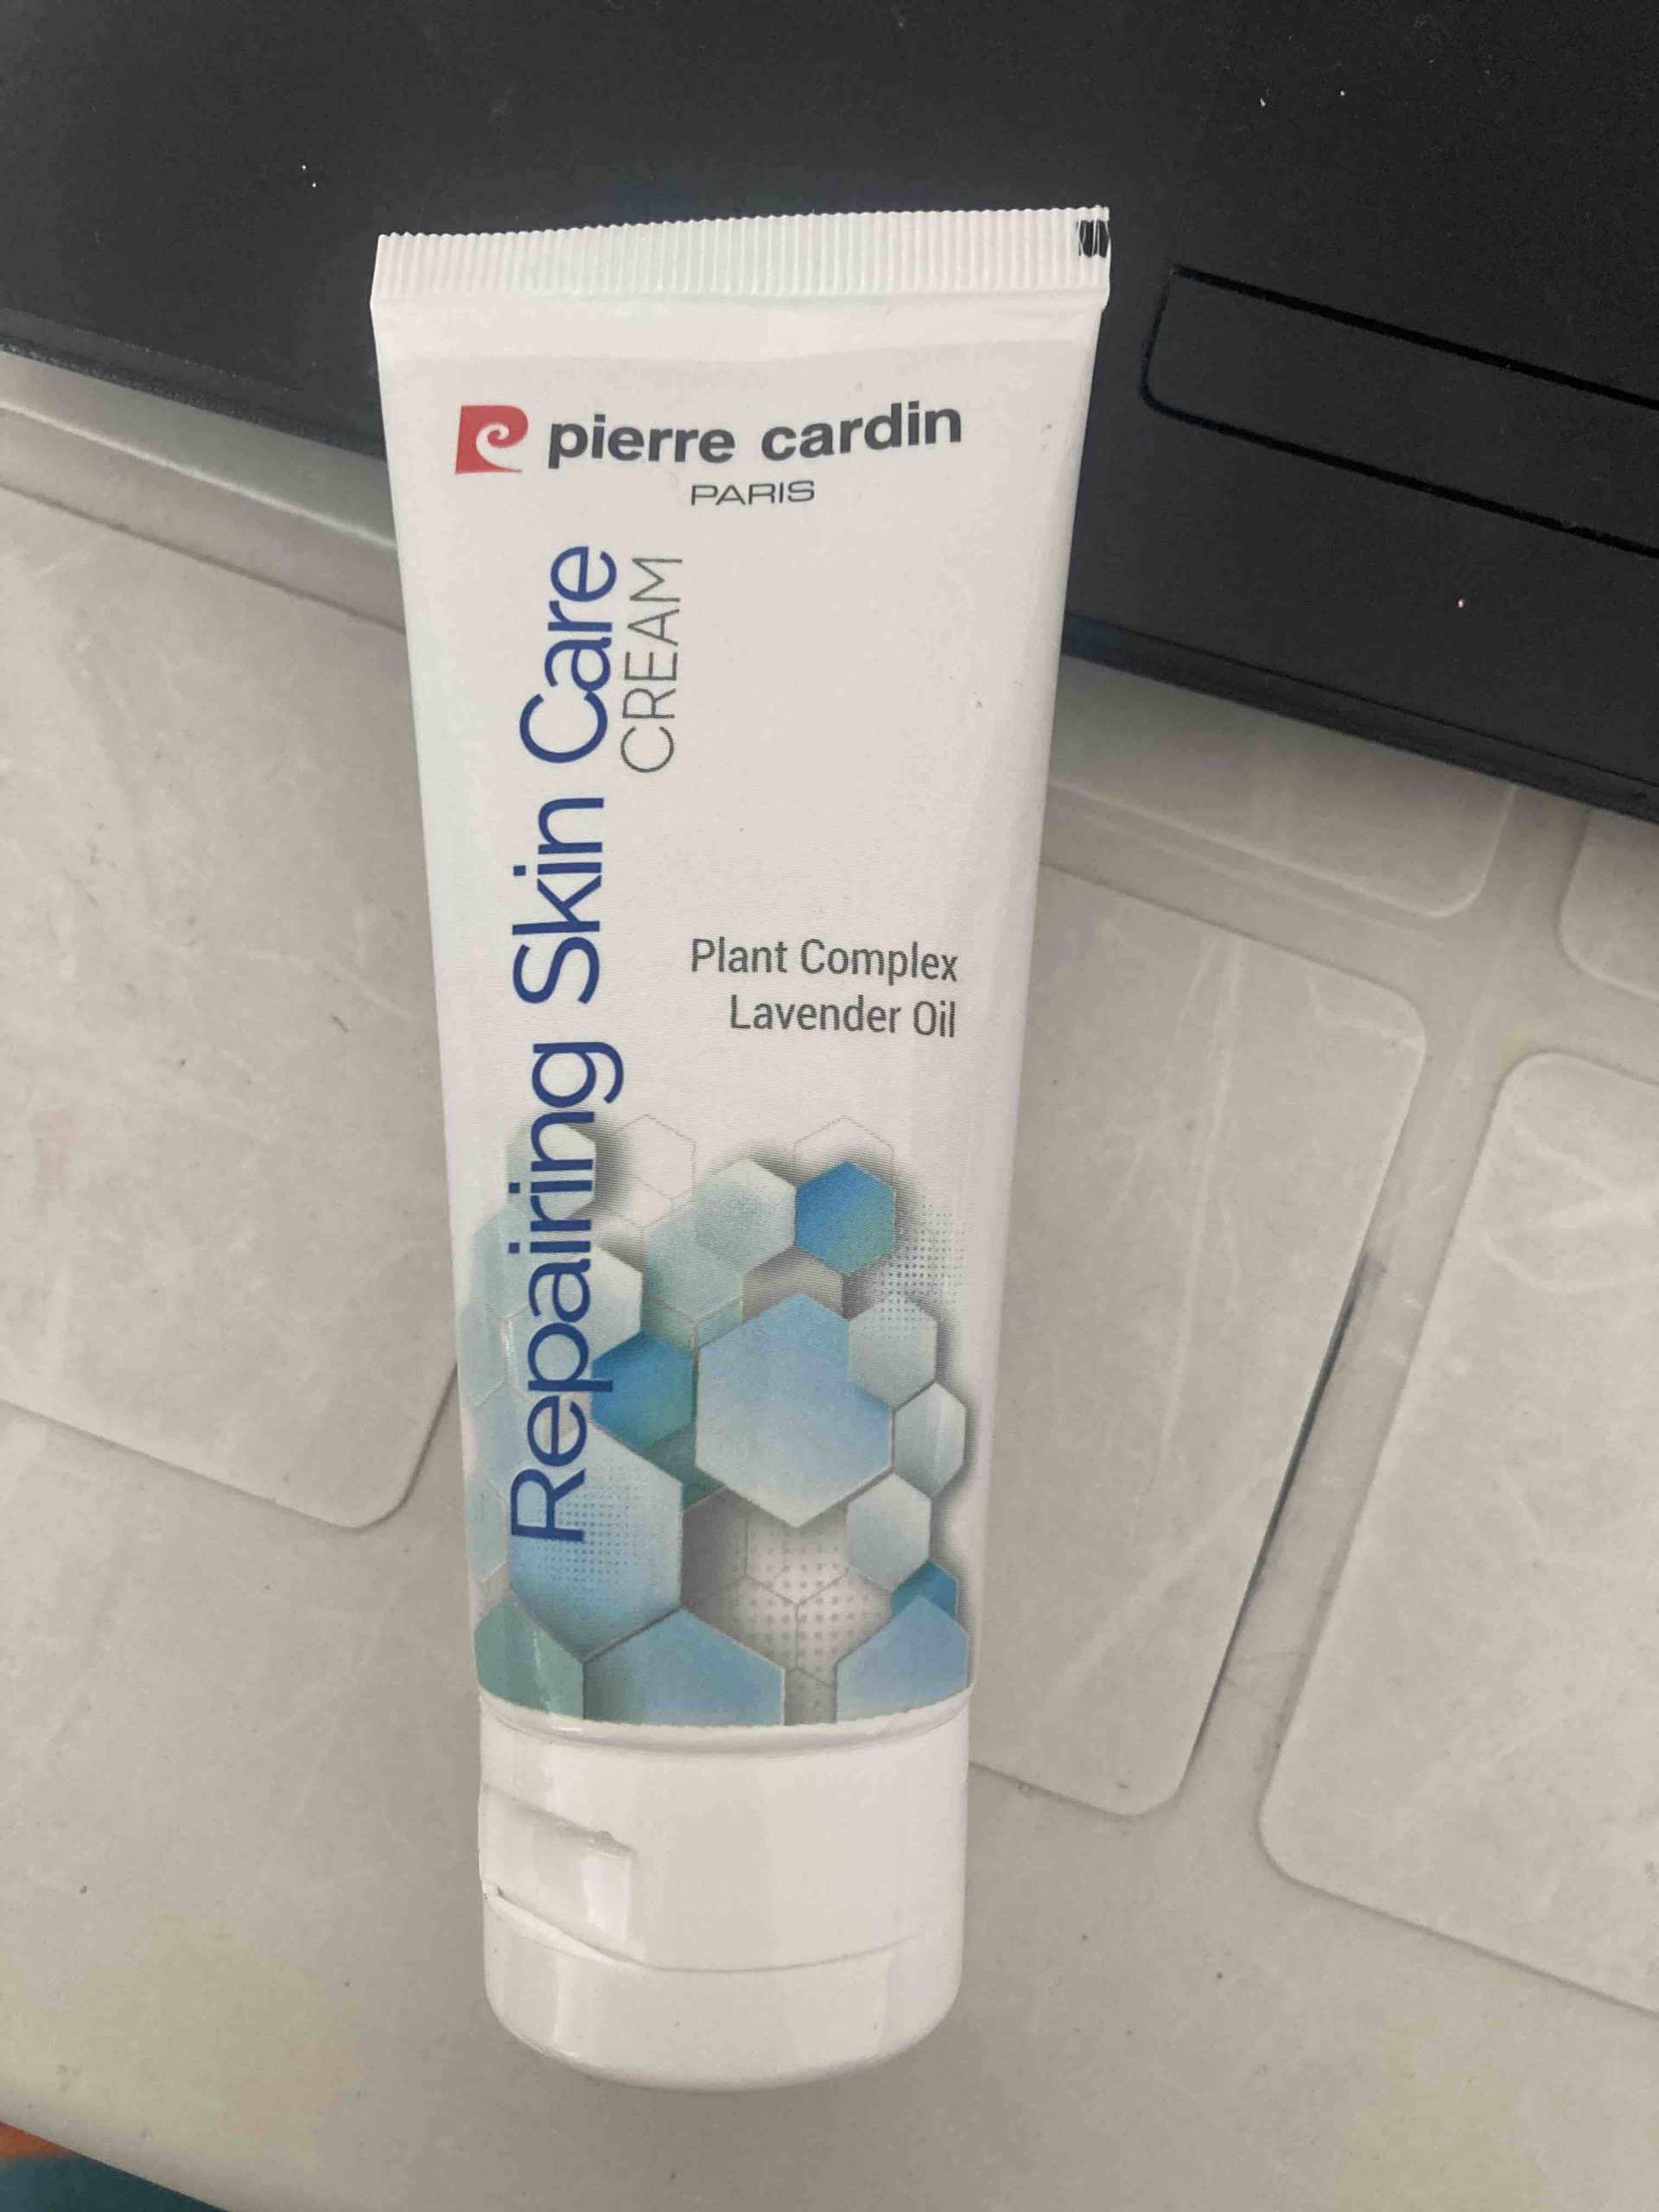 pierre cardin
PARIS
Repairing Skin Care
CREAM
Plant Complex
Lavender Oil